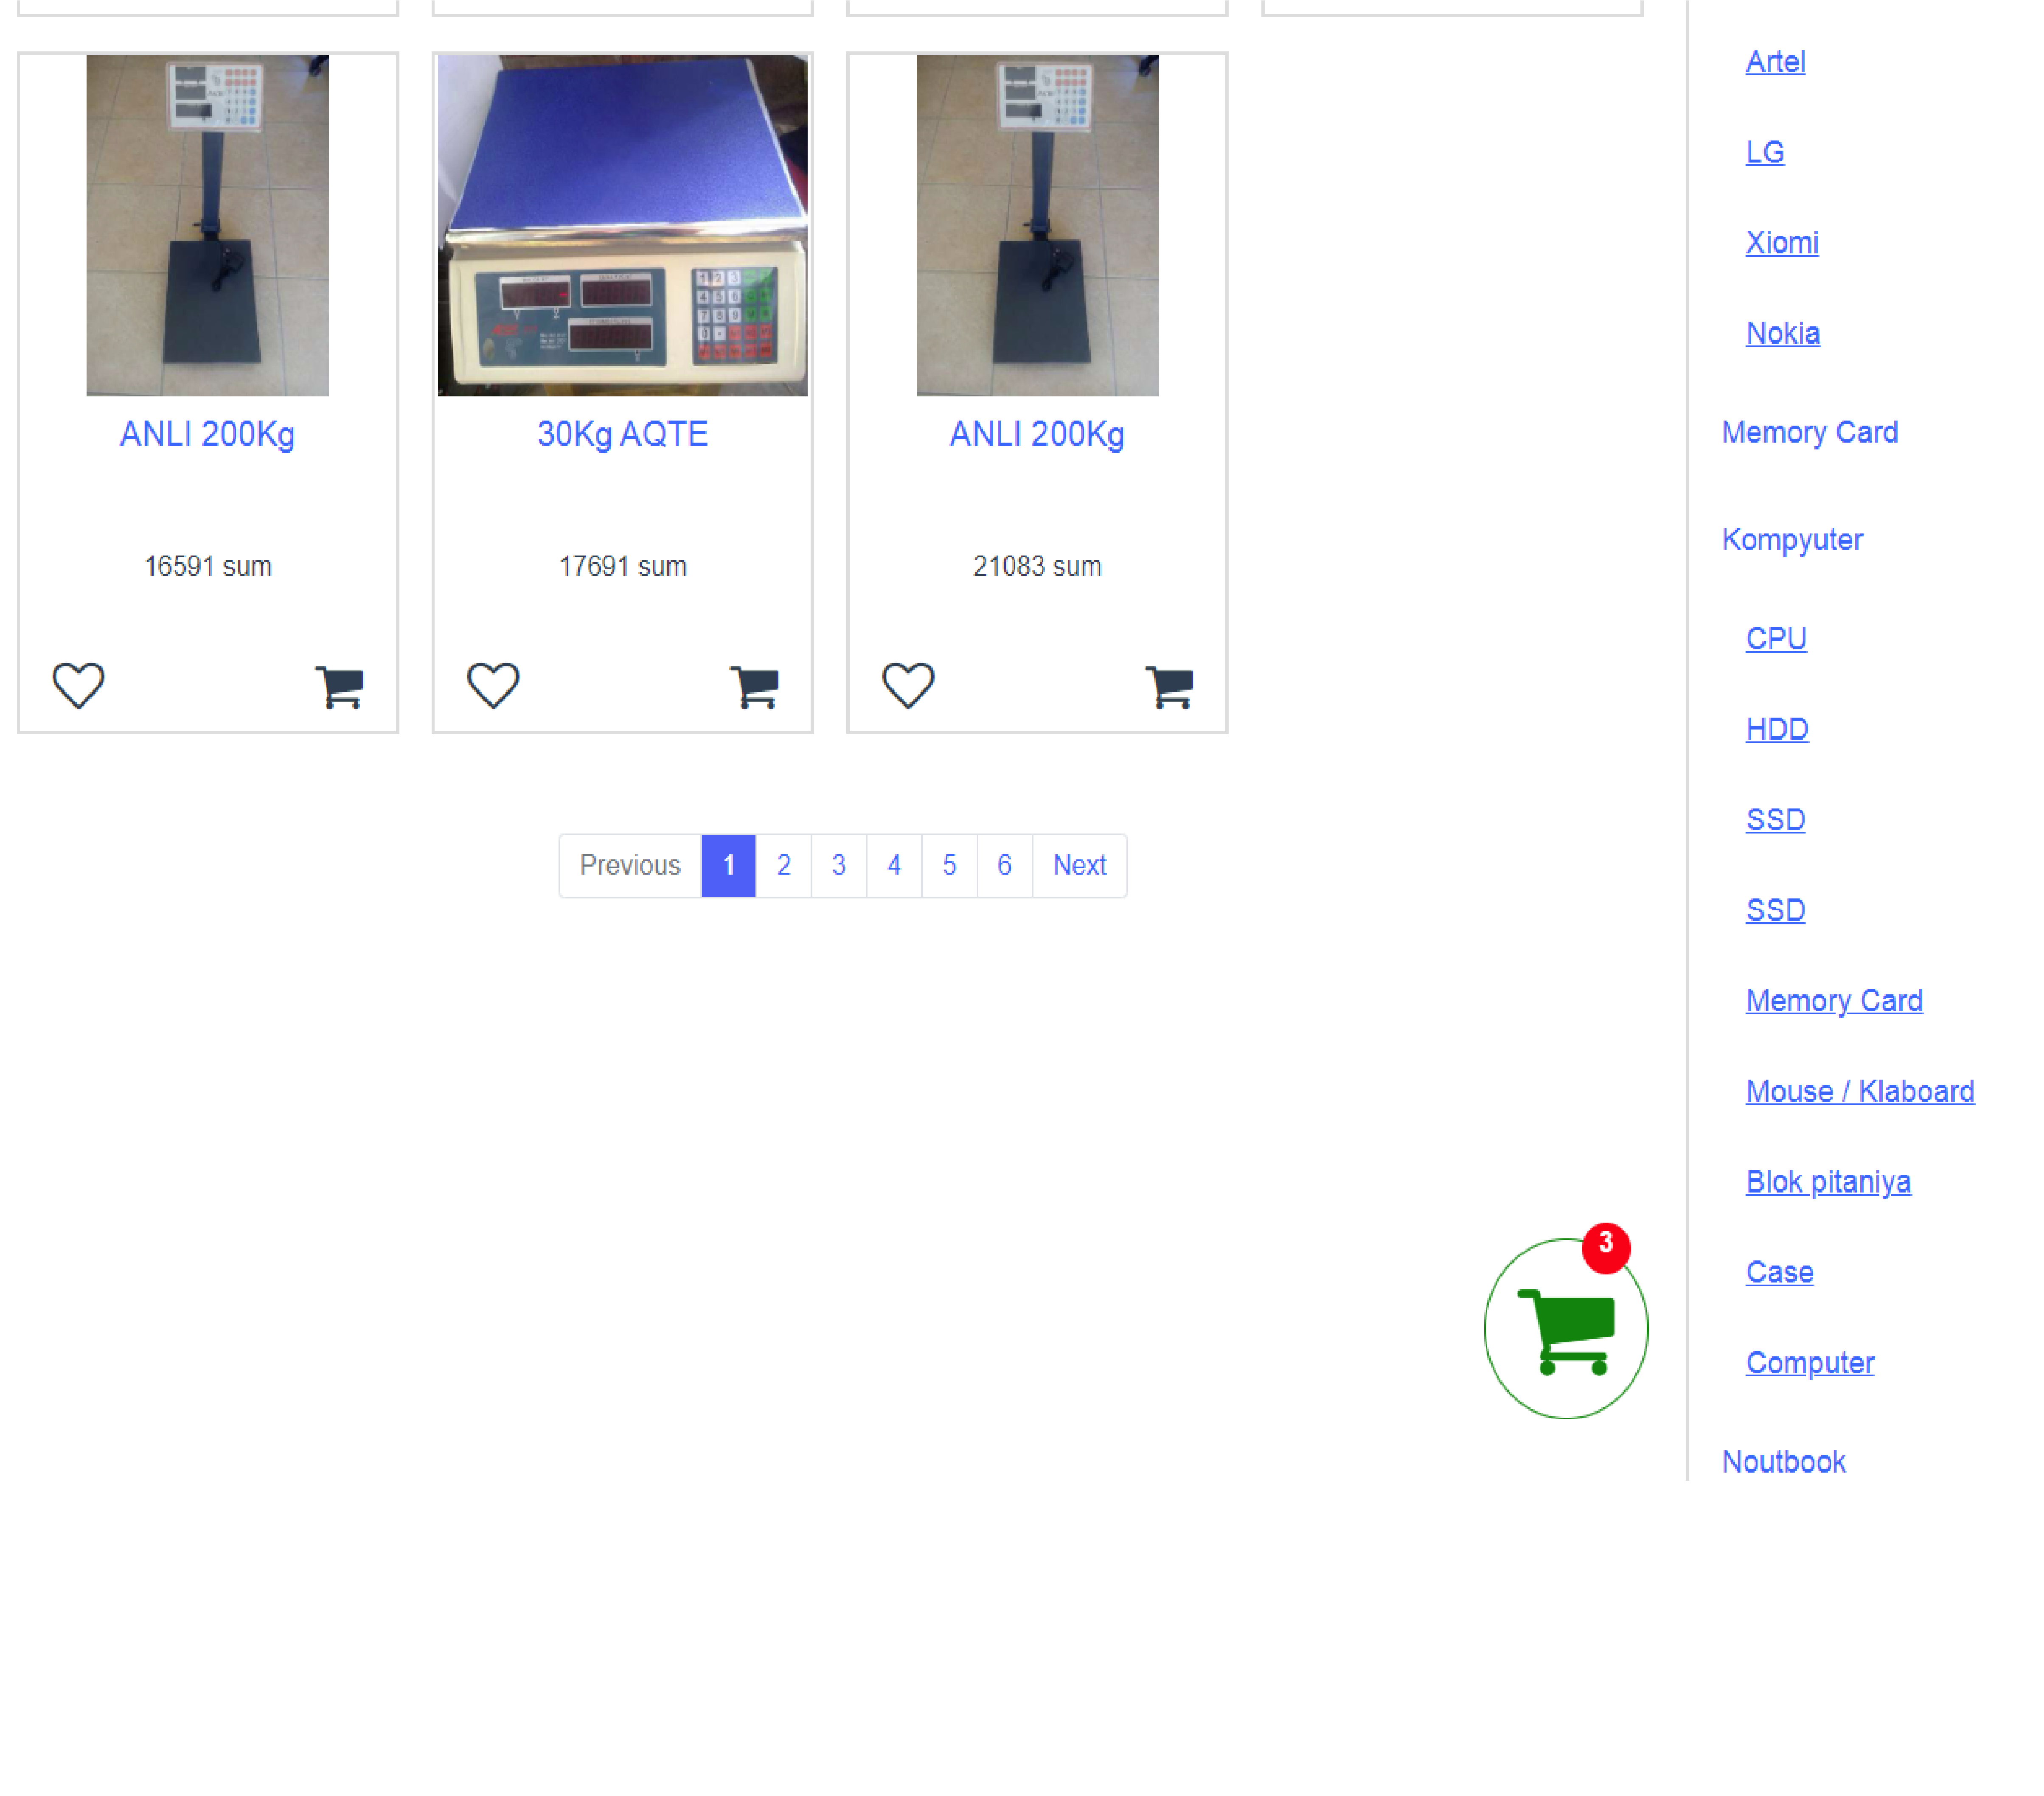 ANLI 200Kg
16591 sum
30Kg AQTE
17691 sum
ANLI 200Kg
21083 sum
Previous 1 2 3 4 5 6 Next
3
Artel
LG
Xiomi
Nokia
Memory Card
Kompyuter
CPU
HDD
SSD
SSD
Memory Card
Mouse / Klaboard
Blok pitaniya
Case
Computer
Noutbook